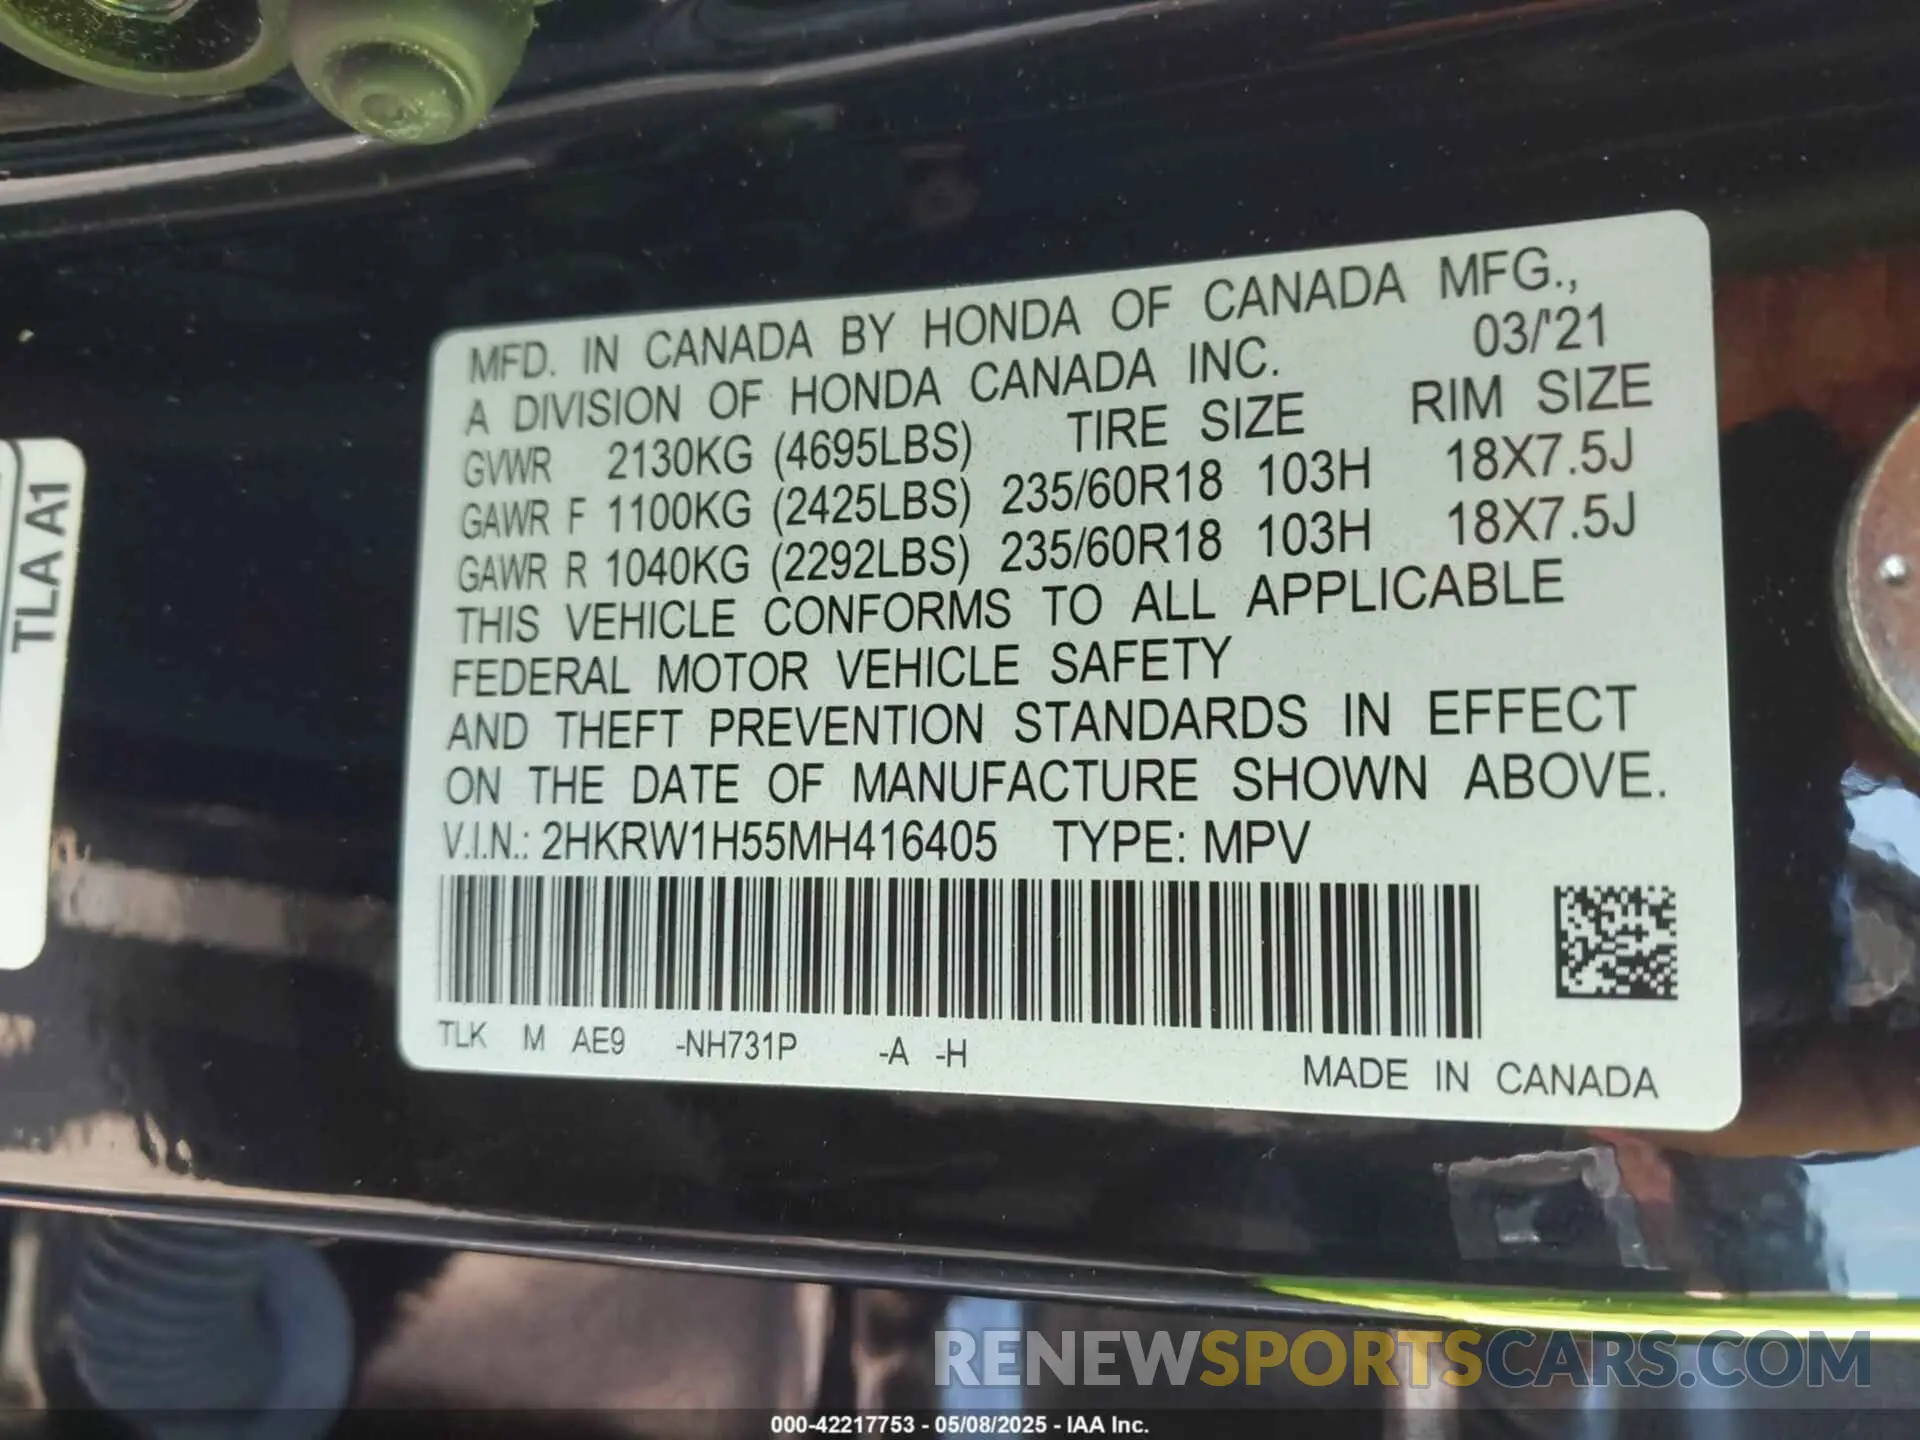 MFD. IN CANADA BY HONDA OF CANADA MFG.,
A DIVISION OF HONDA CANADA INC. 03/'21
GVWR 2130KG (4695LBS) TIRE SIZE RIM SIZE
GAWR F 1100KG (2425LBS) 235/60R18 103H 18X7.5J
GAWR R 1040KG (2292LBS) 235/60R18 103H 18X7.5J
THIS VEHICLE CONFORMS TO ALL APPLICABLE
FEDERAL MOTOR VEHICLE SAFETY
AND THEFT PREVENTION STANDARDS IN EFFECT
ON THE DATE OF MANUFACTURE SHOWN ABOVE.
V.I.N.: 2HKRW1H55MH416405 TYPE: MPV
TLK M AE9 -NH731P -A -H
MADE IN CANADA
TLA A1
RENEWSPORTSCARS.COM
000-42217753 - 05/08/2025 - IAA Inc.